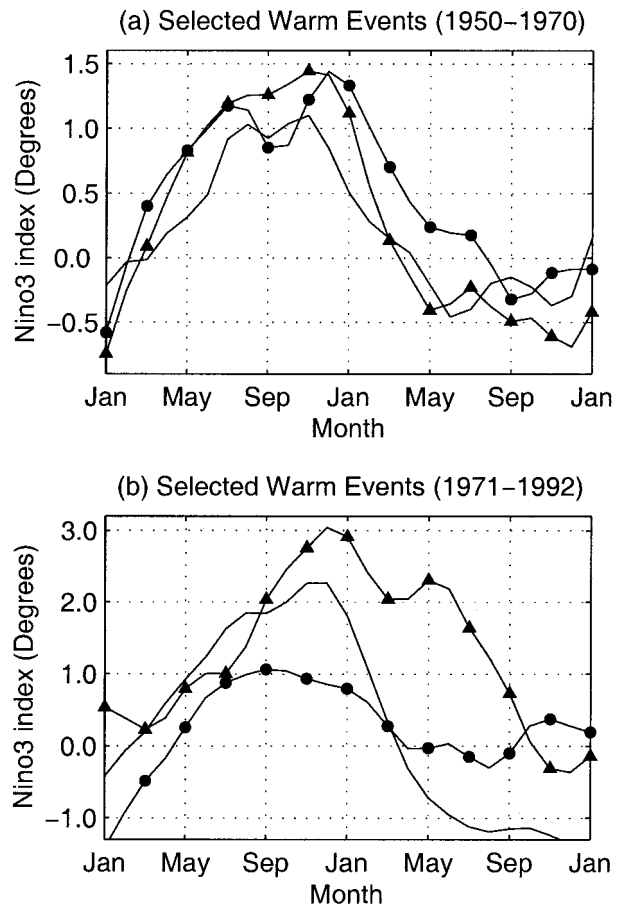 (a) Selected Warm Events (1950-1970)
1.5
1.0
0.5
0.0
-0.5
Nino3 index (Degrees)
Jan May Sep Jan May Sep Jan
Month
(b) Selected Warm Events (1971-1992)
3.0
2.0
1.0
0.0
-1.0
Nino3 index (Degrees)
Jan May Sep Jan May Sep Jan
Month